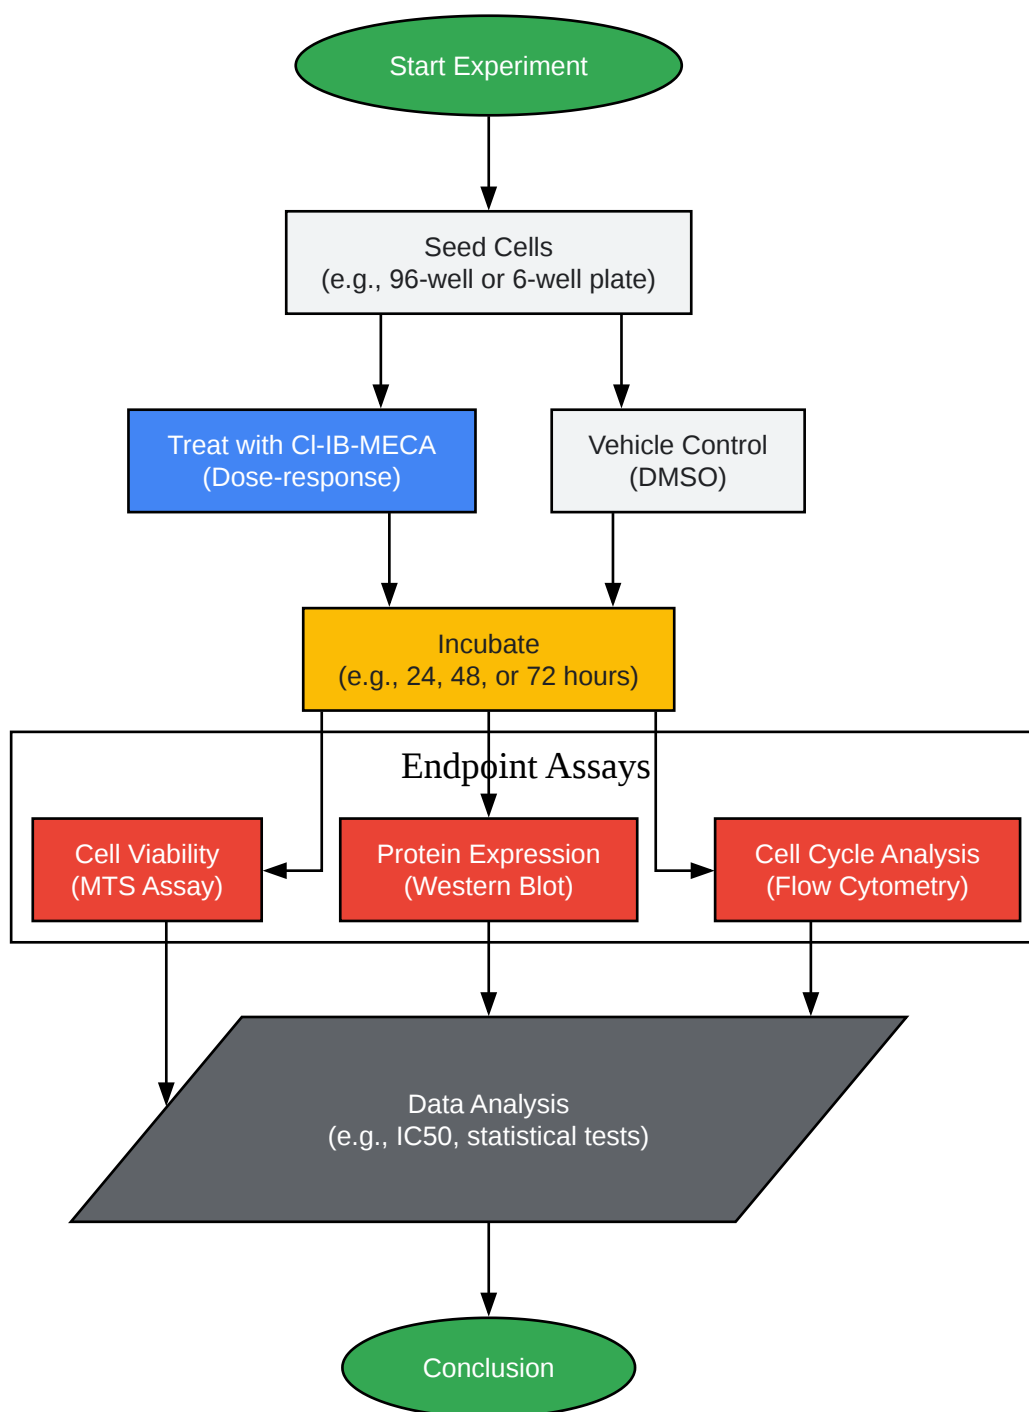 Start Experiment
Seed Cells
(e.g., 96-well or 6-well plate)
Treat with Cl-IB-MECA
(Dose-response)
Vehicle Control
(DMSO)
Incubate
(e.g., 24, 48, or 72 hours)
Endpoint Assays
Cell Viability
(MTS Assay)
Protein Expression
(Western Blot)
Cell Cycle Analysis
(Flow Cytometry)
Data Analysis
(e.g., IC50, statistical tests)
Conclusion